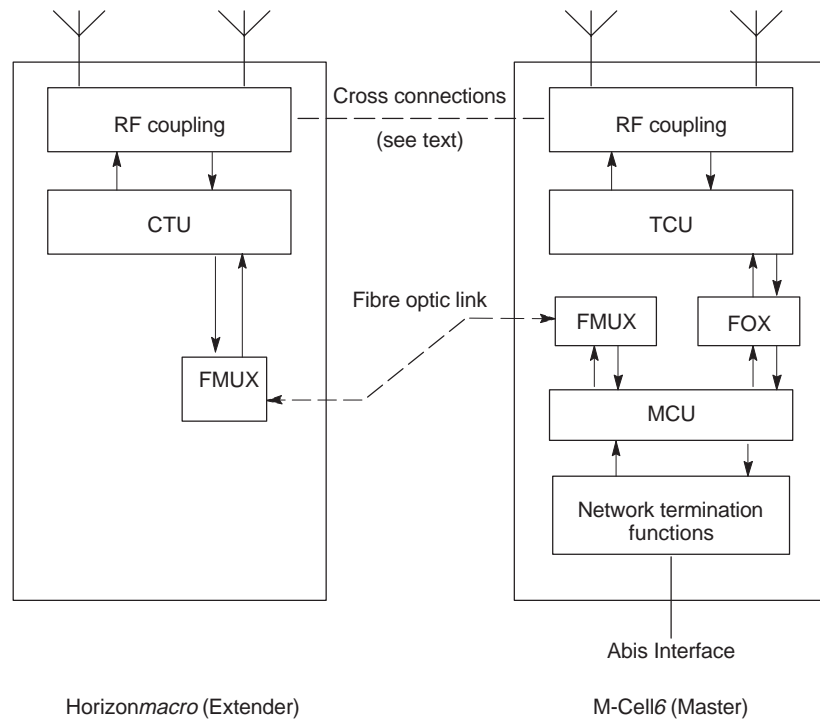 Cross connections
(see text)
RF coupling
RF coupling
CTU
TCU
Fibre optic link
FMUX
FOX
FMUX
MCU
Network termination
functions
Abis Interface
Horizonmacro (Extender)
M-Cell6 (Master)